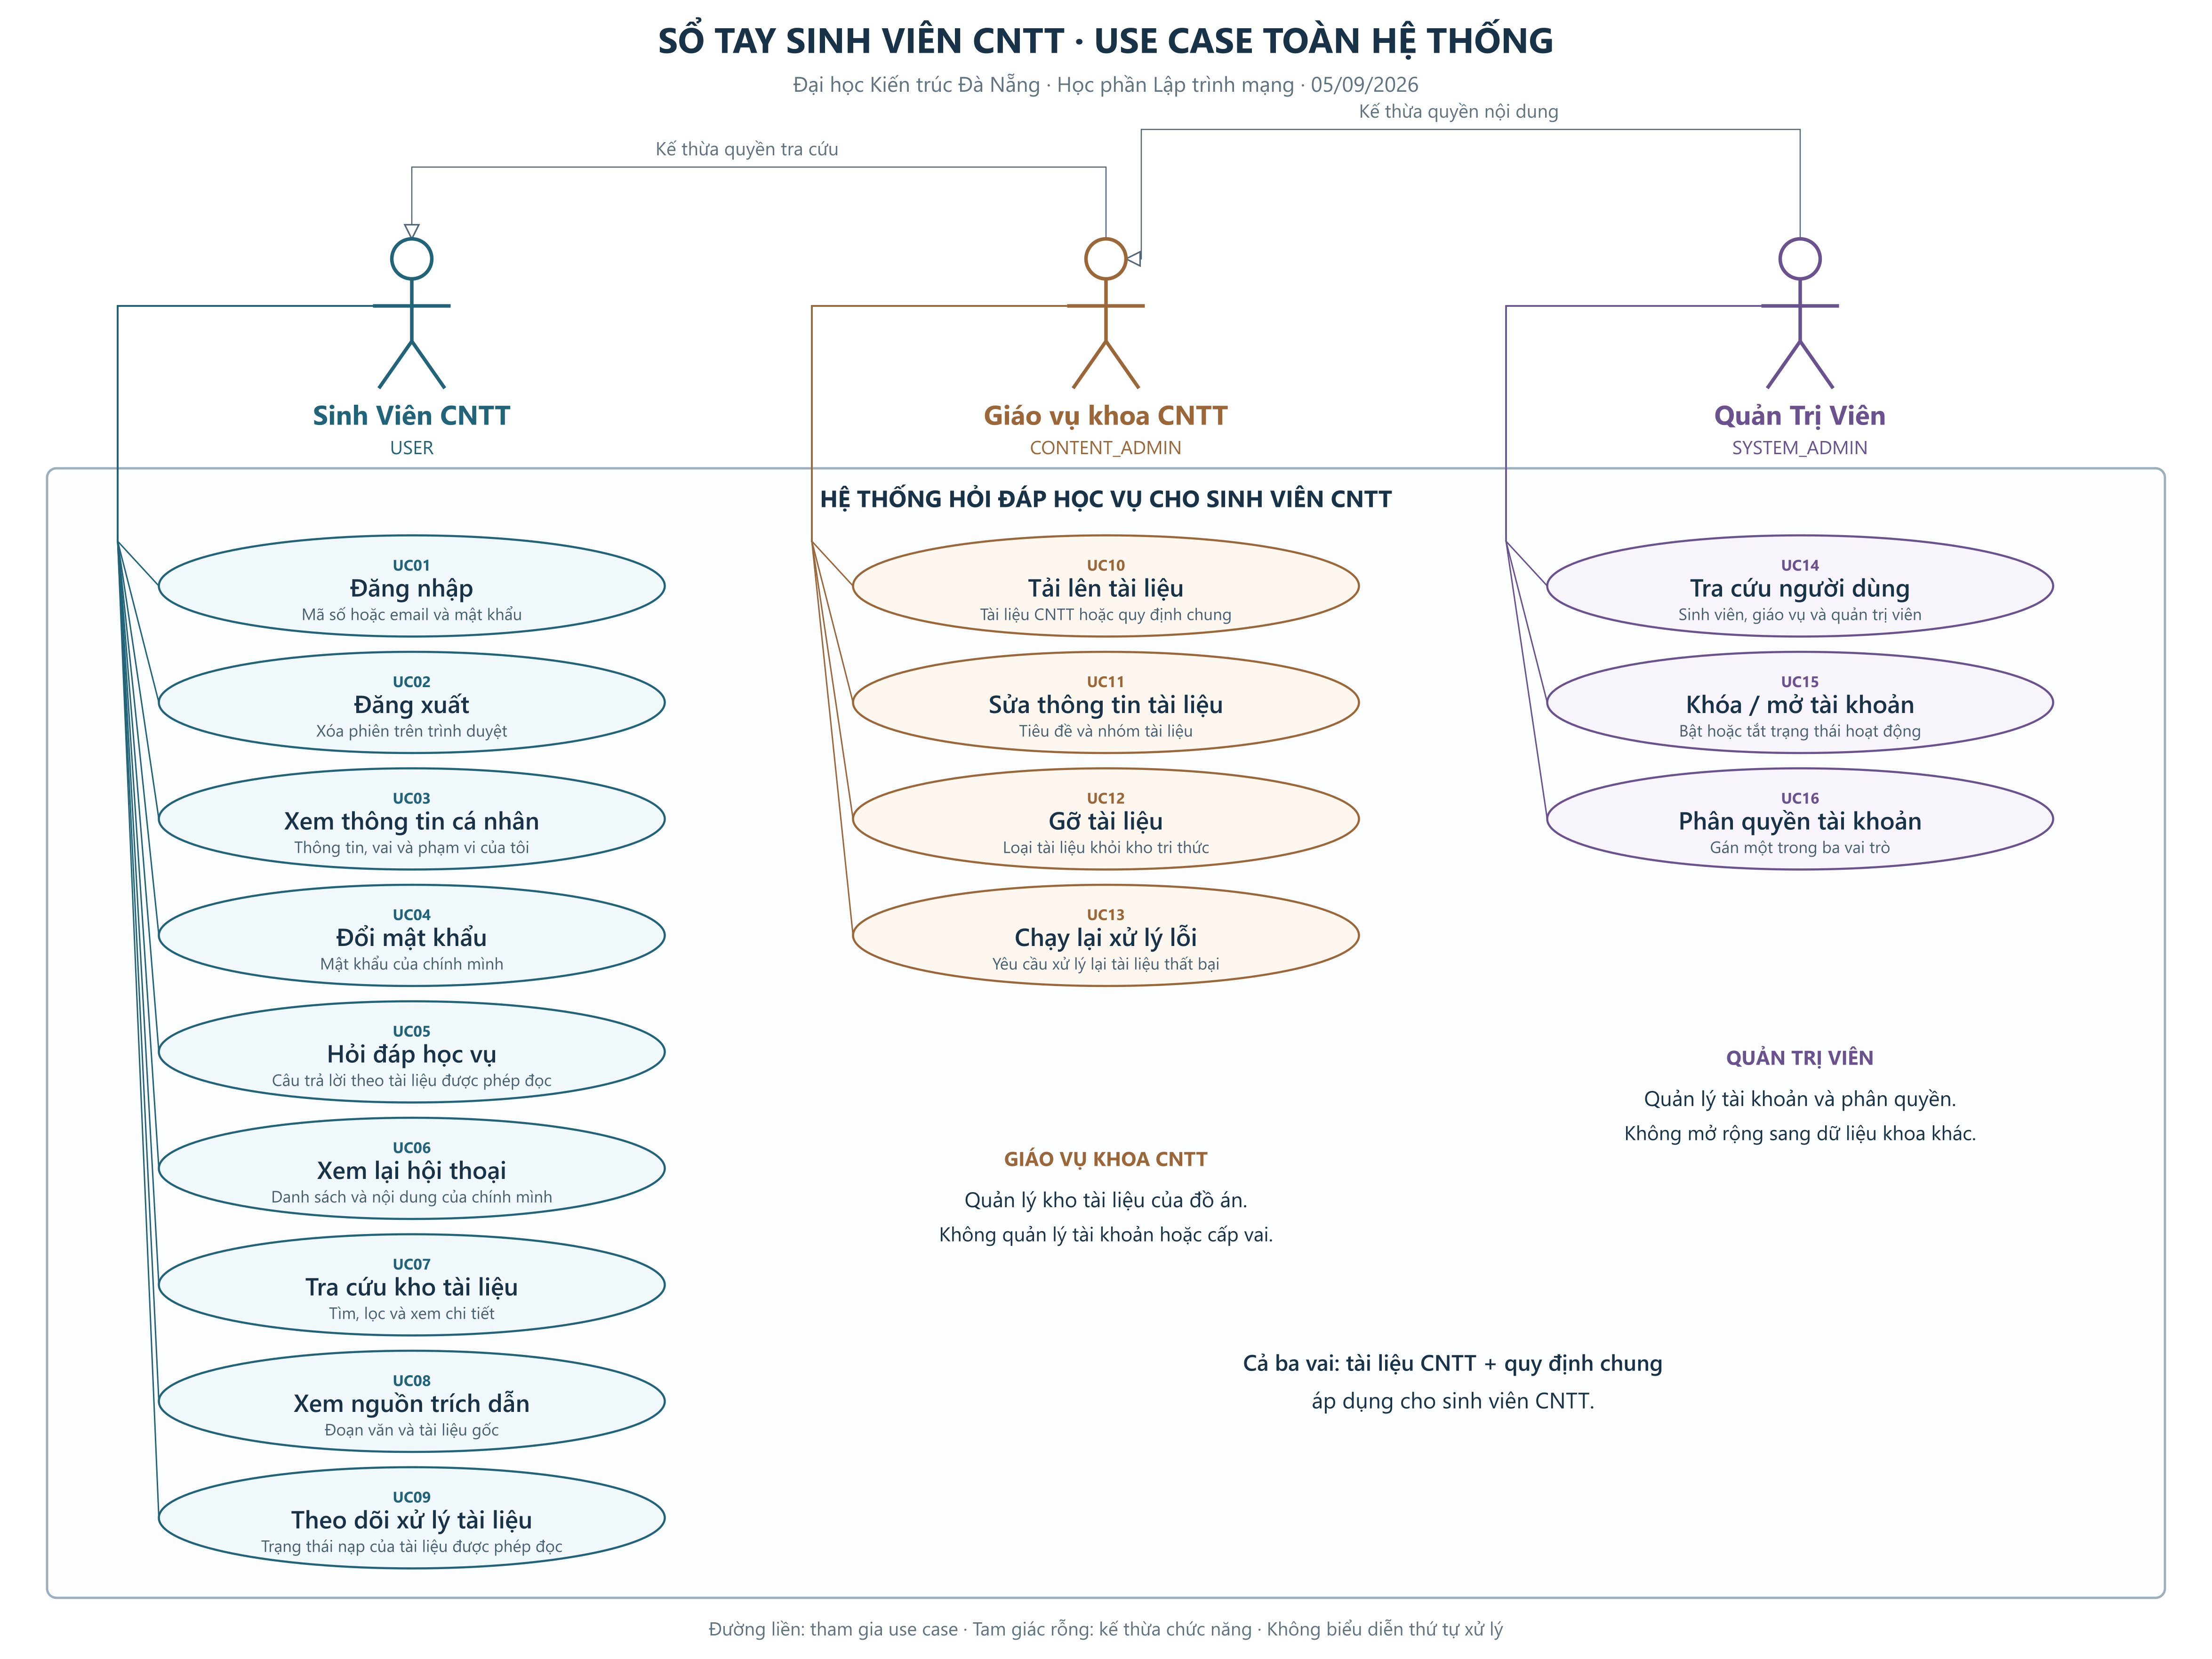 SỔ TAY SINH VIÊN CNTT · USE CASE TOÀN HỆ THỐNG
Đại học Kiến trúc Đà Nẵng · Học phần Lập trình mạng · 05/09/2026
Kế thừa quyền nội dung
Kế thừa quyền tra cứu
Sinh Viên CNTT
USER
Giáo vụ khoa CNTT
CONTENT_ADMIN
Quản Trị Viên
SYSTEM_ADMIN
HỆ THỐNG HỎI ĐÁP HỌC VỤ CHO SINH VIÊN CNTT
UC01
Đăng nhập
Mã số hoặc email và mật khẩu
UC02
Đăng xuất
Xóa phiên trên trình duyệt
UC03
Xem thông tin cá nhân
Thông tin, vai và phạm vi của tôi
UC04
Đổi mật khẩu
Mật khẩu của chính mình
UC05
Hỏi đáp học vụ
Câu trả lời theo tài liệu được phép đọc
UC06
Xem lại hội thoại
Danh sách và nội dung của chính mình
UC07
Tra cứu kho tài liệu
Tìm, lọc và xem chi tiết
UC08
Xem nguồn trích dẫn
Đoạn văn và tài liệu gốc
UC09
Theo dõi xử lý tài liệu
Trạng thái nạp của tài liệu được phép đọc
UC10
Tải lên tài liệu
Tài liệu CNTT hoặc quy định chung
UC11
Sửa thông tin tài liệu
Tiêu đề và nhóm tài liệu
UC12
Gỡ tài liệu
Loại tài liệu khỏi kho tri thức
UC13
Chạy lại xử lý lỗi
Yêu cầu xử lý lại tài liệu thất bại
GIÁO VỤ KHOA CNTT
Quản lý kho tài liệu của đồ án.
Không quản lý tài khoản hoặc cấp vai.
UC14
Tra cứu người dùng
Sinh viên, giáo vụ và quản trị viên
UC15
Khóa / mở tài khoản
Bật hoặc tắt trạng thái hoạt động
UC16
Phân quyền tài khoản
Gán một trong ba vai trò
QUẢN TRỊ VIÊN
Quản lý tài khoản và phân quyền.
Không mở rộng sang dữ liệu khoa khác.
Cả ba vai: tài liệu CNTT + quy định chung
áp dụng cho sinh viên CNTT.
Đường liền: tham gia use case · Tam giác rỗng: kế thừa chức năng · Không biểu diễn thứ tự xử lý